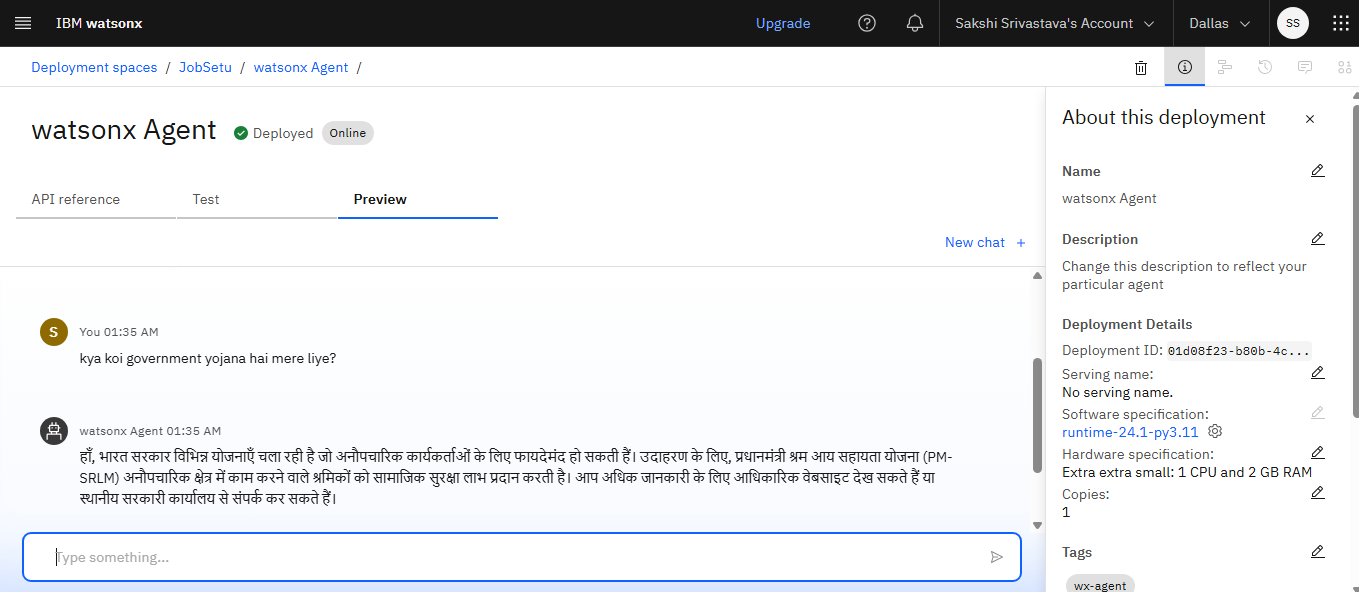 IBM watsonx
Upgrade
Sakshi Srivastava's Account
Dallas
SS
Deployment spaces / JobSetu / watsonx Agent /
watsonx Agent
Deployed
Online
API reference
Test
Preview
New chat +
S
You 01:35 AM
kya koi government yojana hai mere liye?
watsonx Agent 01:35 AM
हाँ, भारत सरकार विभिन्न योजनाएँ चला रही है जो अनौपचारिक कार्यकर्ताओं के लिए फायदेमंद हो सकती हैं। उदाहरण के लिए, प्रधानमंत्री श्रम आय सहायता योजना (PM-
SRLM) अनौपचारिक क्षेत्र में काम करने वाले श्रमिकों को सामाजिक सुरक्षा लाभ प्रदान करती है। आप अधिक जानकारी के लिए आधिकारिक वेबसाइट देख सकते हैं या
स्थानीय सरकारी कार्यालय से संपर्क कर सकते हैं।
Type something...
About this deployment
Name
watsonx Agent
Description
Change this description to reflect your
particular agent
Deployment Details
Deployment ID: 01d08f23-b80b-4c...
Serving name:
No serving name.
Software specification:
runtime-24.1-py3.11
Hardware specification:
Extra extra small: 1 CPU and 2 GB RAM
Copies:
1
Tags
wx-agent